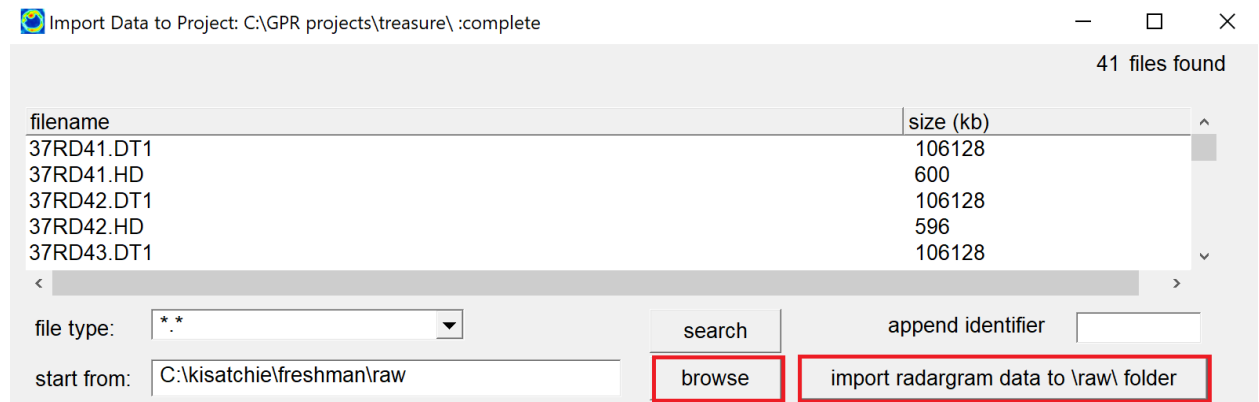 Import Data to Project: C:\GPR projects\treasure\ :complete
41 files found
filename size (kb)
37RD41.DT1 106128
37RD41.HD 600
37RD42.DT1 106128
37RD42.HD 596
37RD43.DT1 106128
file type: *.* search append identifier
start from: C:\kisatchie\freshman\raw browse import radargram data to \raw\ folder